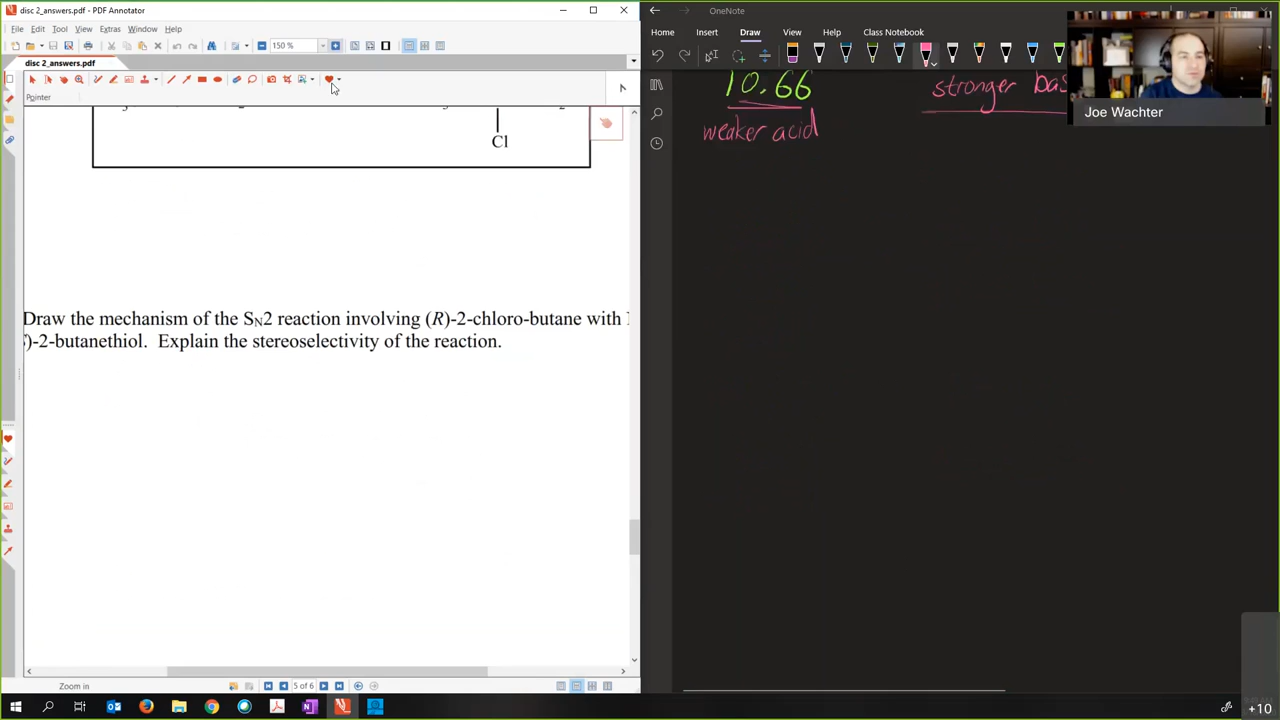 disc 2_answers.pdf - PDF Annotator
File Edit Tool View Extras Window Help
150 %
disc 2_answers.pdf
Pointer
Cl
Draw the mechanism of the SN2 reaction involving (R)-2-chloro-butane with
)-2-butanethiol. Explain the stereoselectivity of the reaction.
5 of 6
Zoom in
OneNote
Home Insert Draw View Help Class Notebook
10.66
weaker acid
stronger bas
Joe Wachter
+10